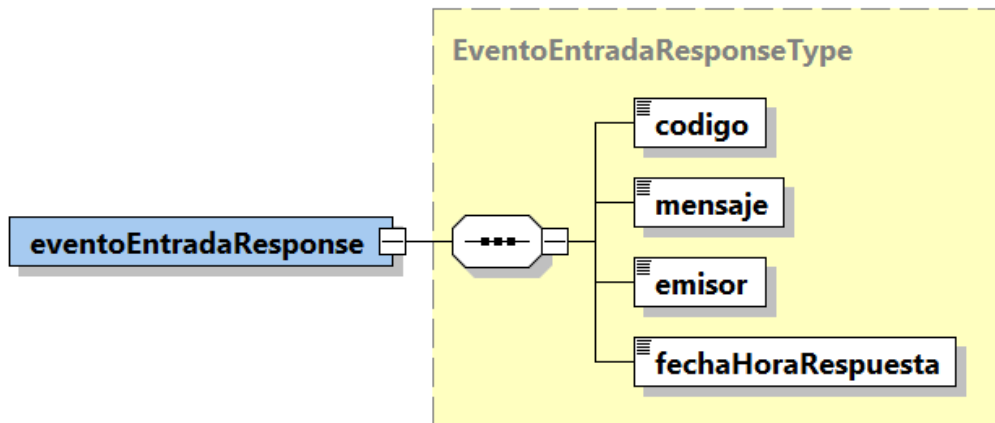 EventoEntradaResponseType
codigo
mensaje
eventoEntradaResponse
emisor
fechaHoraRespuesta